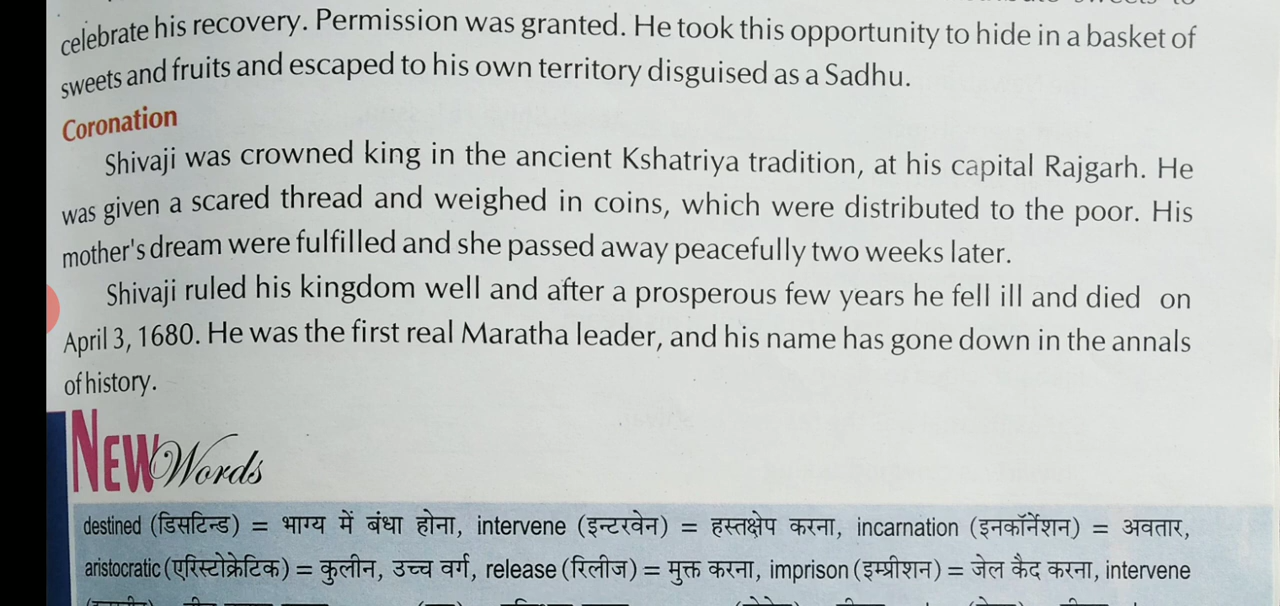 celebrate his recovery. Permission was granted. He took this opportunity to hide in a basket of
sweets and fruits and escaped to his own territory disguised as a Sadhu.
Coronation
Shivaji was crowned king in the ancient Kshatriya tradition, at his capital Rajgarh. He
was given a scared thread and weighed in coins, which were distributed to the poor. His
mother's dream were fulfilled and she passed away peacefully two weeks later.
Shivaji ruled his kingdom well and after a prosperous few years he fell ill and died on
April 3, 1680. He was the first real Maratha leader, and his name has gone down in the annals
of history.
NEW Words
destined (डिसटिन्ड) = भाग्य में बंधा होना, intervene (इन्टरवेन) = हस्तक्षेप करना, incarnation (इनकॉर्नेशन) = अवतार,
aristocratic (एरिस्टोक्रेटिक) = कुलीन, उच्च वर्ग, release (रिलीज) = मुक्त करना, imprison (इम्प्रीशन) = जेल कैद करना, intervene